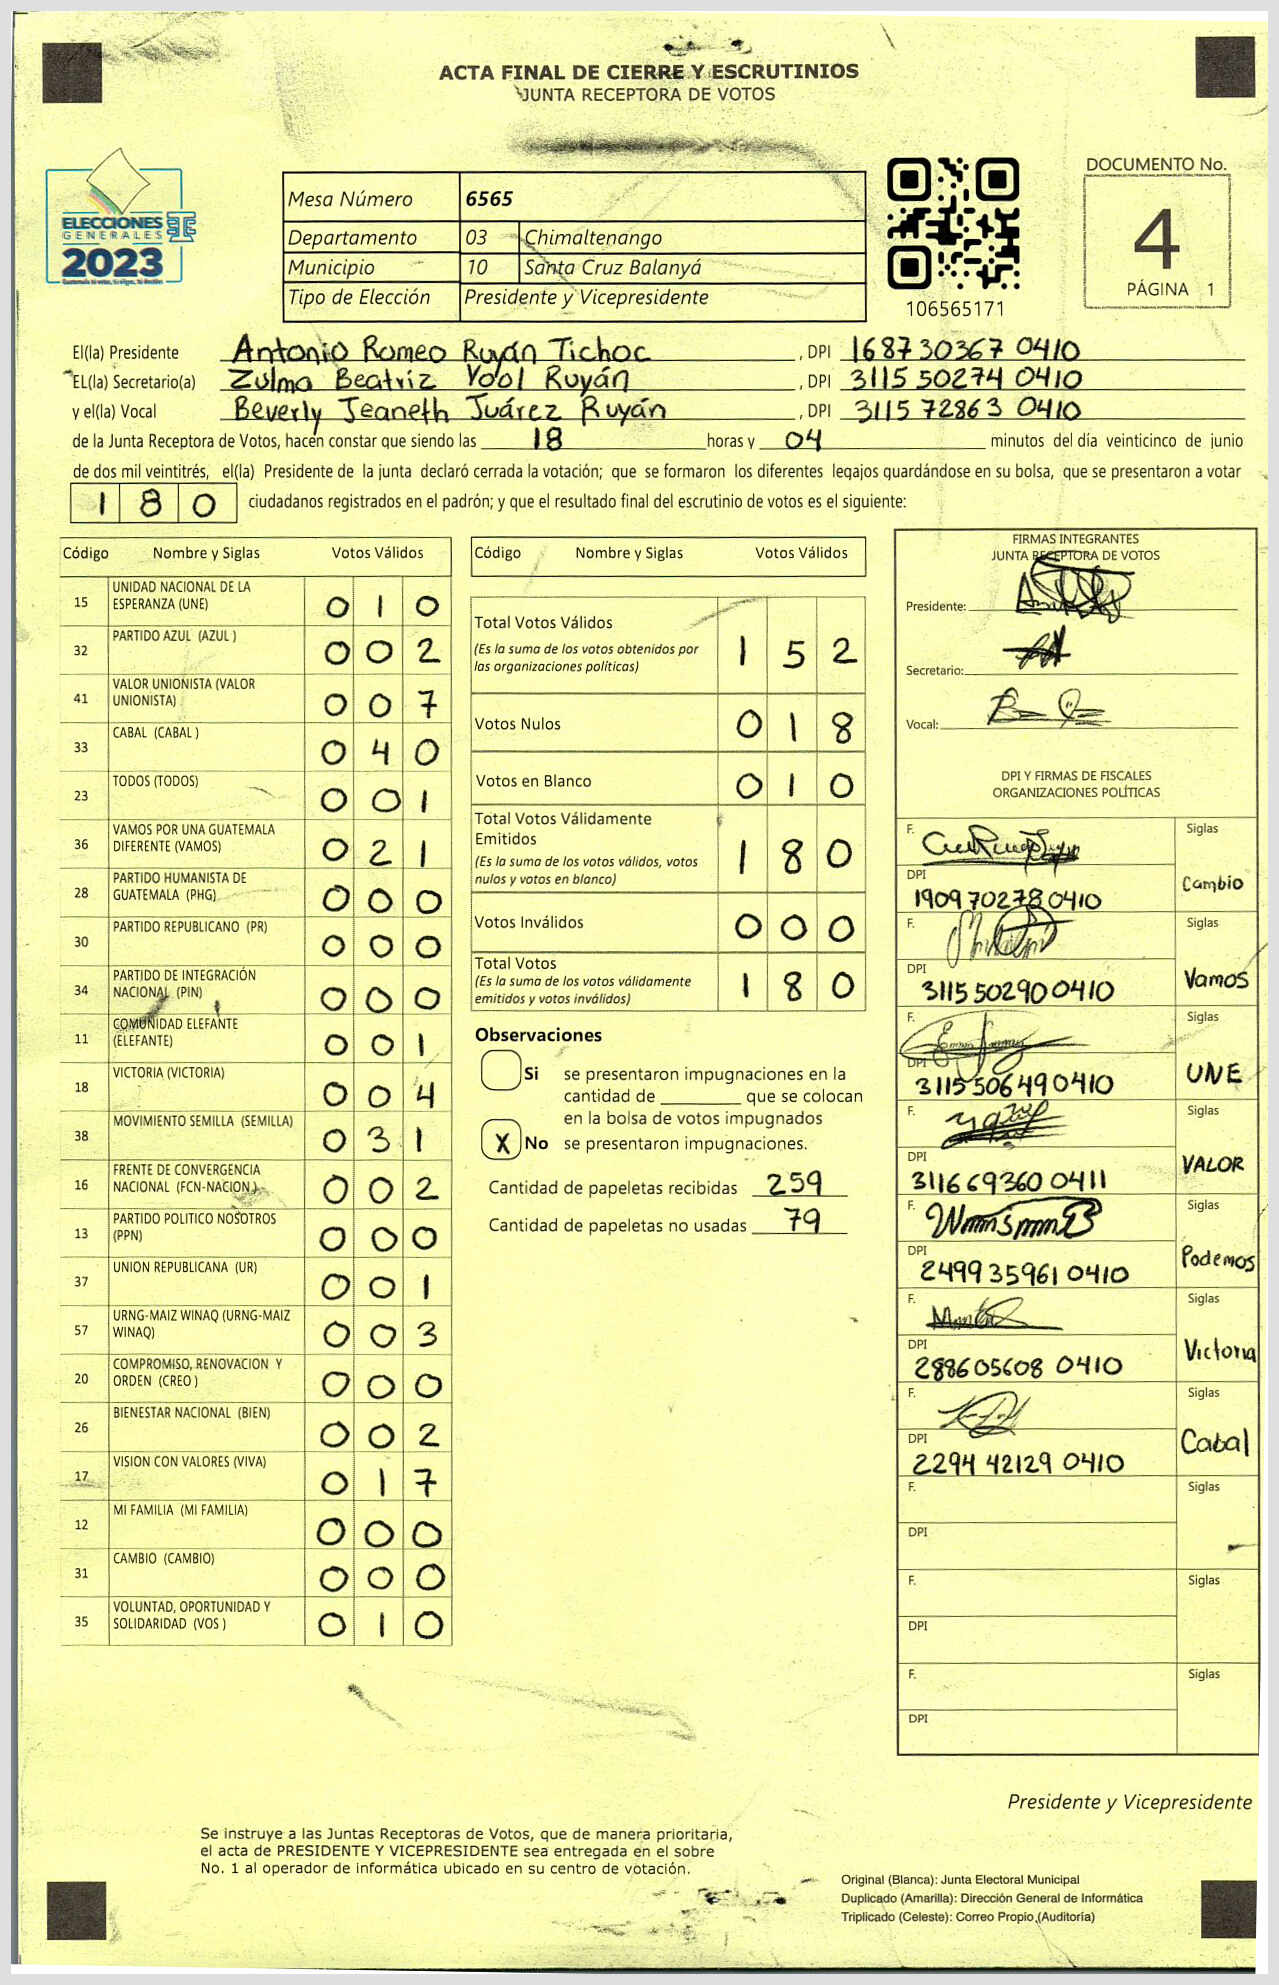 ACTA FINAL DE CIERRE Y ESCRUTINIOS
JUNTA RECEPTORA DE VOTOS
ELECCIONES
GENERALES
2023
Mesa Número 6565
Departamento 03 Chimaltenango
Municipio 10 Santa Cruz Balanyá
Tipo de Elección Presidente y Vicepresidente
106565171
DOCUMENTO No.
4
PÁGINA 1
El(la) Presidente Antonio Romeo Ruyán Tichoc, DPI 168730367 0410
EL(la) Secretario(a) Zulma Beatriz Yool Ruyán, DPI 3115 50274 0410
y el(la) Vocal Beverly Jeaneth Juárez Ruyán, DPI 3115 72863 0410
de la Junta Receptora de Votos, hacen constar que siendo las 18 horas y 04 minutos del día veinticinco de junio
de dos mil veintitrés, el(la) Presidente de la junta declaró cerrada la votación; que se formaron los diferentes legajos guardándose en su bolsa, que se presentaron a votar
180 ciudadanos registrados en el padrón; y que el resultado final del escrutinio de votos es el siguiente:
Código Nombre y Siglas Votos Válidos
15 UNIDAD NACIONAL DE LA ESPERANZA (UNE) 0 1 0
32 PARTIDO AZUL (AZUL ) 0 0 2
41 VALOR UNIONISTA (VALOR UNIONISTA) 0 0 7
33 CABAL (CABAL ) 0 4 0
23 TODOS (TODOS) 0 0 1
36 VAMOS POR UNA GUATEMALA DIFERENTE (VAMOS) 0 2 1
28 PARTIDO HUMANISTA DE GUATEMALA (PHG) 0 0 0
30 PARTIDO REPUBLICANO (PR) 0 0 0
34 PARTIDO DE INTEGRACIÓN NACIONAL (PIN) 0 0 0
11 COMUNIDAD ELEFANTE (ELEFANTE) 0 0 1
18 VICTORIA (VICTORIA) 0 0 4
38 MOVIMIENTO SEMILLA (SEMILLA) 0 3 1
16 FRENTE DE CONVERGENCIA NACIONAL (FCN-NACION ) 0 0 2
13 PARTIDO POLITICO NOSOTROS (PPN) 0 0 0
37 UNION REPUBLICANA (UR) 0 0 1
57 URNG-MAIZ WINAQ (URNG-MAIZ WINAQ) 0 0 3
20 COMPROMISO, RENOVACION Y ORDEN (CREO ) 0 0 0
26 BIENESTAR NACIONAL (BIEN) 0 0 2
17 VISION CON VALORES (VIVA) 0 1 7
12 MI FAMILIA (MI FAMILIA) 0 0 0
31 CAMBIO (CAMBIO) 0 0 0
35 VOLUNTAD, OPORTUNIDAD Y SOLIDARIDAD (VOS ) 0 1 0
Código Nombre y Siglas Votos Válidos
Total Votos Válidos 1 5 2
(Es la suma de los votos obtenidos por
las organizaciones políticas)
Votos Nulos 0 1 8
Votos en Blanco 0 1 0
Total Votos Válidamente
Emitidos 1 8 0
(Es la suma de los votos válidos, votos
nulos y votos en blanco)
Votos Inválidos 0 0 0
Total Votos 1 8 0
(Es la suma de los votos válidamente
emitidos y votos inválidos)
Observaciones
Si se presentaron impugnaciones en la
cantidad de ________ que se colocan
en la bolsa de votos impugnados
X No se presentaron impugnaciones.
Cantidad de papeletas recibidas 259
Cantidad de papeletas no usadas 79
FIRMAS INTEGRANTES
JUNTA RECEPTORA DE VOTOS
Presidente:
Secretario:
Vocal:
DPI Y FIRMAS DE FISCALES
ORGANIZACIONES POLÍTICAS
F. Siglas
DPI Cambio
1909 70278 0410
F. Siglas
DPI Vamos
3115 50290 0410
F. Siglas
DPI UNE
3115 50649 0410
F. Siglas
DPI VALOR
3116 69360 0411
F. Siglas
DPI Podemos
2499 35961 0410
F. Siglas
DPI Victoria
288605608 0410
F. Siglas
DPI Cabal
2294 42129 0410
F. Siglas
DPI
F. Siglas
DPI
F. Siglas
DPI
Presidente y Vicepresidente
Se instruye a las Juntas Receptoras de Votos, que de manera prioritaria,
el acta de PRESIDENTE Y VICEPRESIDENTE sea entregada en el sobre
No. 1 al operador de informática ubicado en su centro de votación.
Original (Blanca): Junta Electoral Municipal
Duplicado (Amarilla): Dirección General de Informática
Triplicado (Celeste): Correo Propio (Auditoría)